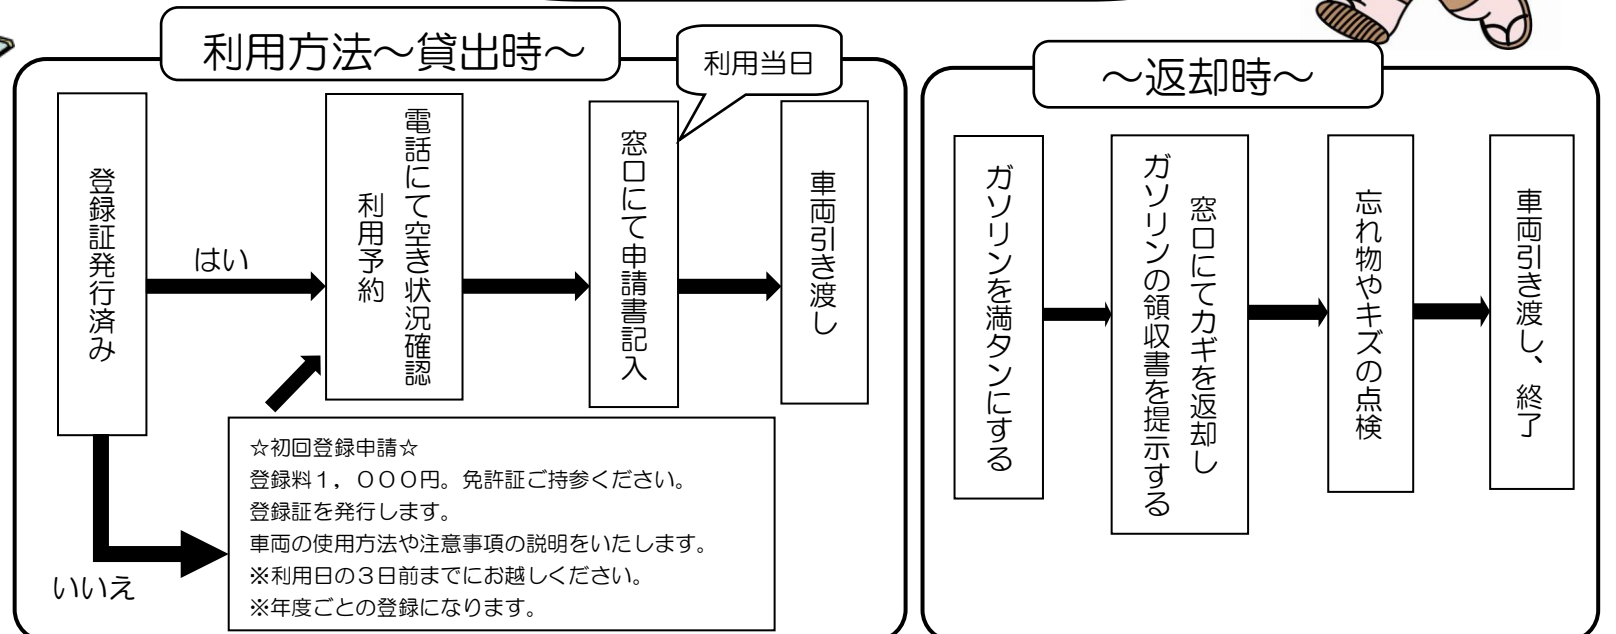 利用方法～貸出時～
利用当日
登録証発行済み
はい
いいえ
電話にて空き状況確認
利用予約
窓口にて申請書記入
車両引き渡し
☆初回登録申請☆
登録料１，０００円。免許証ご持参ください。
登録証を発行します。
車両の使用方法や注意事項の説明をいたします。
※利用日の３日前までにお越しください。
※年度ごとの登録になります。
～返却時～
ガソリンを満タンにする
窓口にてカギを返却し
ガソリンの領収書を提示する
忘れ物やキズの点検
車両引き渡し、終了